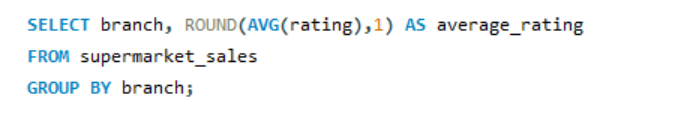 SELECT branch, ROUND(AVG(rating),1) AS average_rating
FROM supermarket_sales
GROUP BY branch;